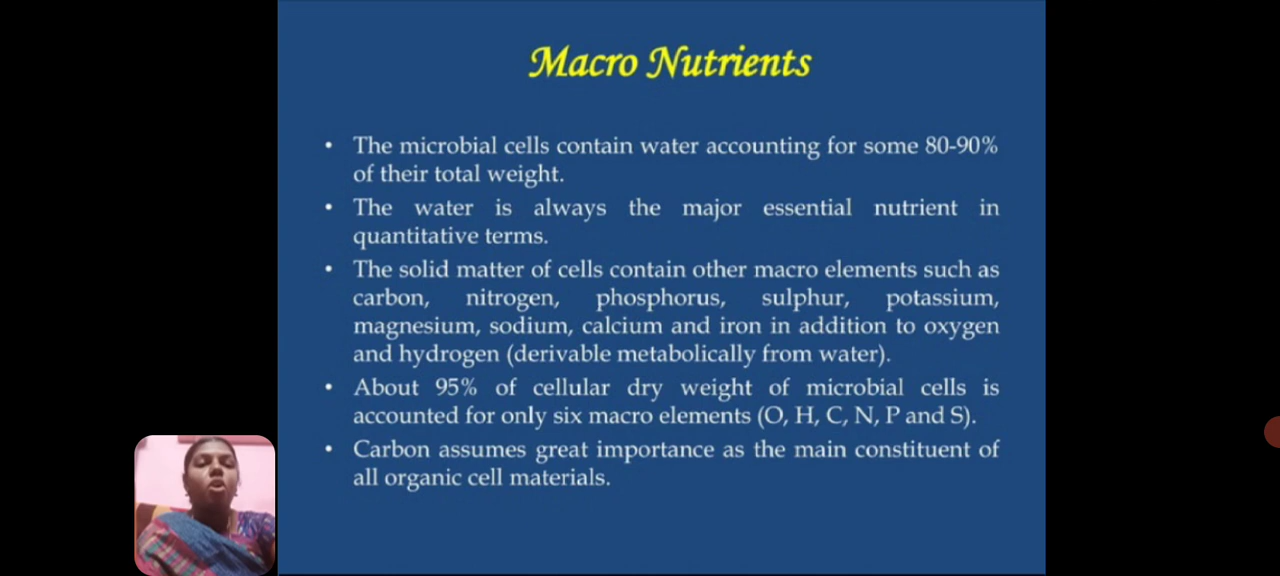 Macro Nutrients
• The microbial cells contain water accounting for some 80-90%
of their total weight.
• The water is always the major essential nutrient in
quantitative terms.
• The solid matter of cells contain other macro elements such as
carbon, nitrogen, phosphorus, sulphur, potassium,
magnesium, sodium, calcium and iron in addition to oxygen
and hydrogen (derivable metabolically from water).
• About 95% of cellular dry weight of microbial cells is
accounted for only six macro elements (O, H, C, N, P and S).
• Carbon assumes great importance as the main constituent of
all organic cell materials.